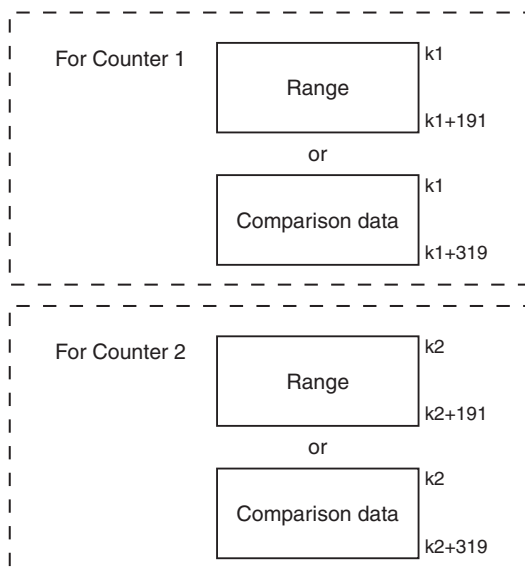 For Counter 1
k1
Range
k1+191
or
k1
Comparison data
k1+319
For Counter 2
k2
Range
k2+191
or
k2
Comparison data
k2+319